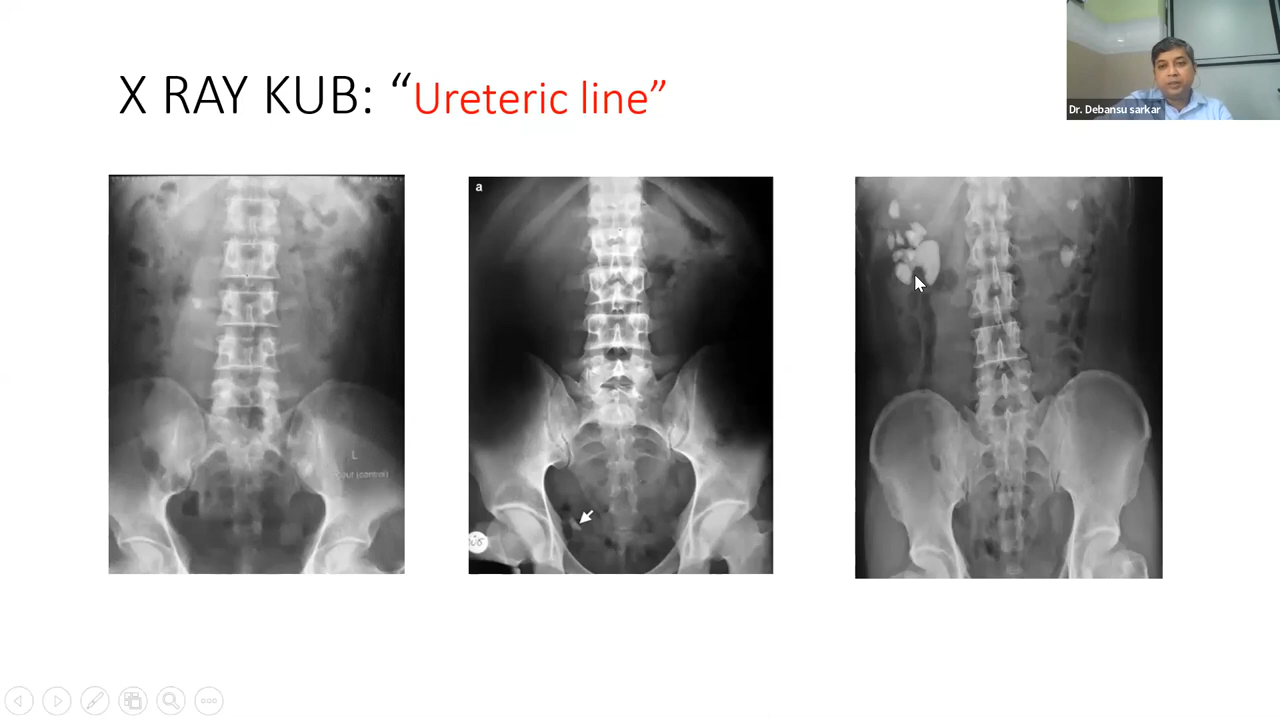 X RAY KUB: “Ureteric line”
Dr. Debansu sarkar
a
L